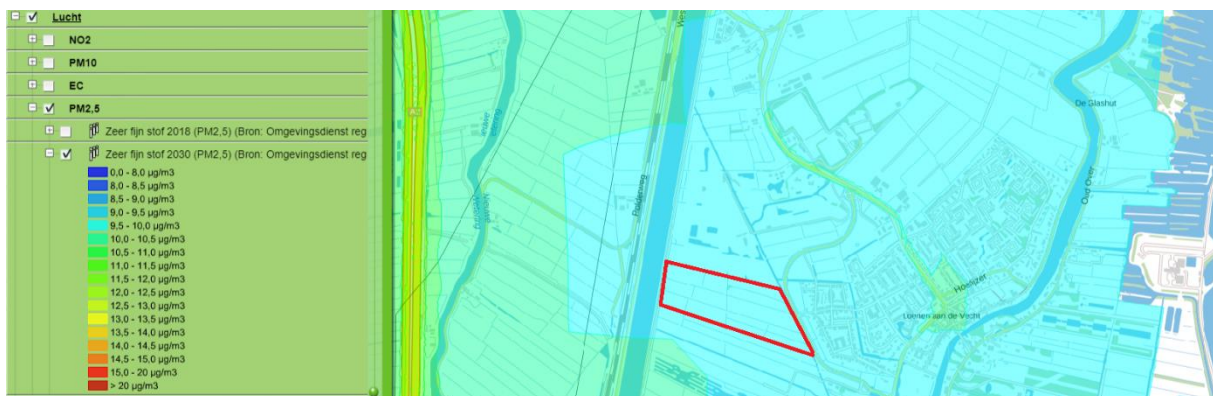 Lucht
NO2
PM10
EC
PM2,5
Zeer fijn stof 2018 (PM2,5) (Bron: Omgevingsdienst reg
Zeer fijn stof 2030 (PM2,5) (Bron: Omgevingsdienst reg
0,0 - 8,0 µg/m3
8,0 - 8,5 µg/m3
8,5 - 9,0 µg/m3
9,0 - 9,5 µg/m3
9,5 - 10,0 µg/m3
10,0 - 10,5 µg/m3
10,5 - 11,0 µg/m3
11,0 - 11,5 µg/m3
11,5 - 12,0 µg/m3
12,0 - 12,5 µg/m3
12,5 - 13,0 µg/m3
13,0 - 13,5 µg/m3
13,5 - 14,0 µg/m3
14,0 - 14,5 µg/m3
14,5 - 15,0 µg/m3
15,0 - 20 µg/m3
> 20 µg/m3
Nieuwe
Wetering
Polderweg
De Glashut
Oud Over
Hoslijzer
Loenen aan de Vecht